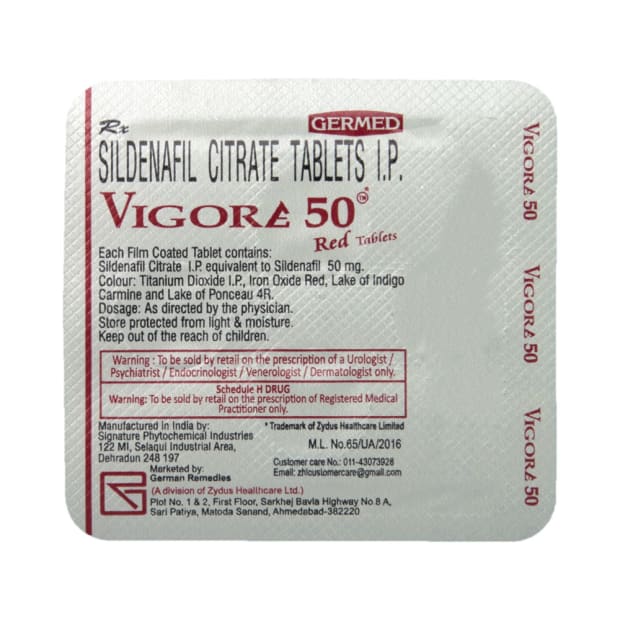 Rx
GERMED
SILDENAFIL CITRATE TABLETS I.P.
VIGORA 50™®
Red Tablets
Each Film Coated Tablet contains:
Sildenafil Citrate I.P. equivalent to Sildenafil 50 mg.
Colour: Titanium Dioxide I.P., Iron Oxide Red, Lake of Indigo
Carmine and Lake of Ponceau 4R.
Dosage: As directed by the physician.
Store protected from light & moisture.
Keep out of the reach of children.
Warning : To be sold by retail on the prescription of a Urologist /
Psychiatrist / Endocrinologist / Venerologist / Dermatologist only.
Schedule H DRUG
Warning: To be sold by retail on the prescription of Registered Medical
Practitioner only.
Manufactured in India by:
Signature Phytochemical Industries
122 MI, Selaqui Industrial Area,
Dehradun 248 197
* Trademark of Zydus Healthcare Limited
M.L. No.65/UA/2016
Customer care No.: 011-43073928
Email: zhlcustomercare@gmail.com
Marketed by:
German Remedies
(A division of Zydus Healthcare Ltd.)
Plot No. 1 & 2, First Floor, Sarkhej Bavla Highway No.8 A,
Sari Patiya, Matoda Sanand, Ahmedabad-382220
VIGORA 50
VIGORA 50
VIGORA 50